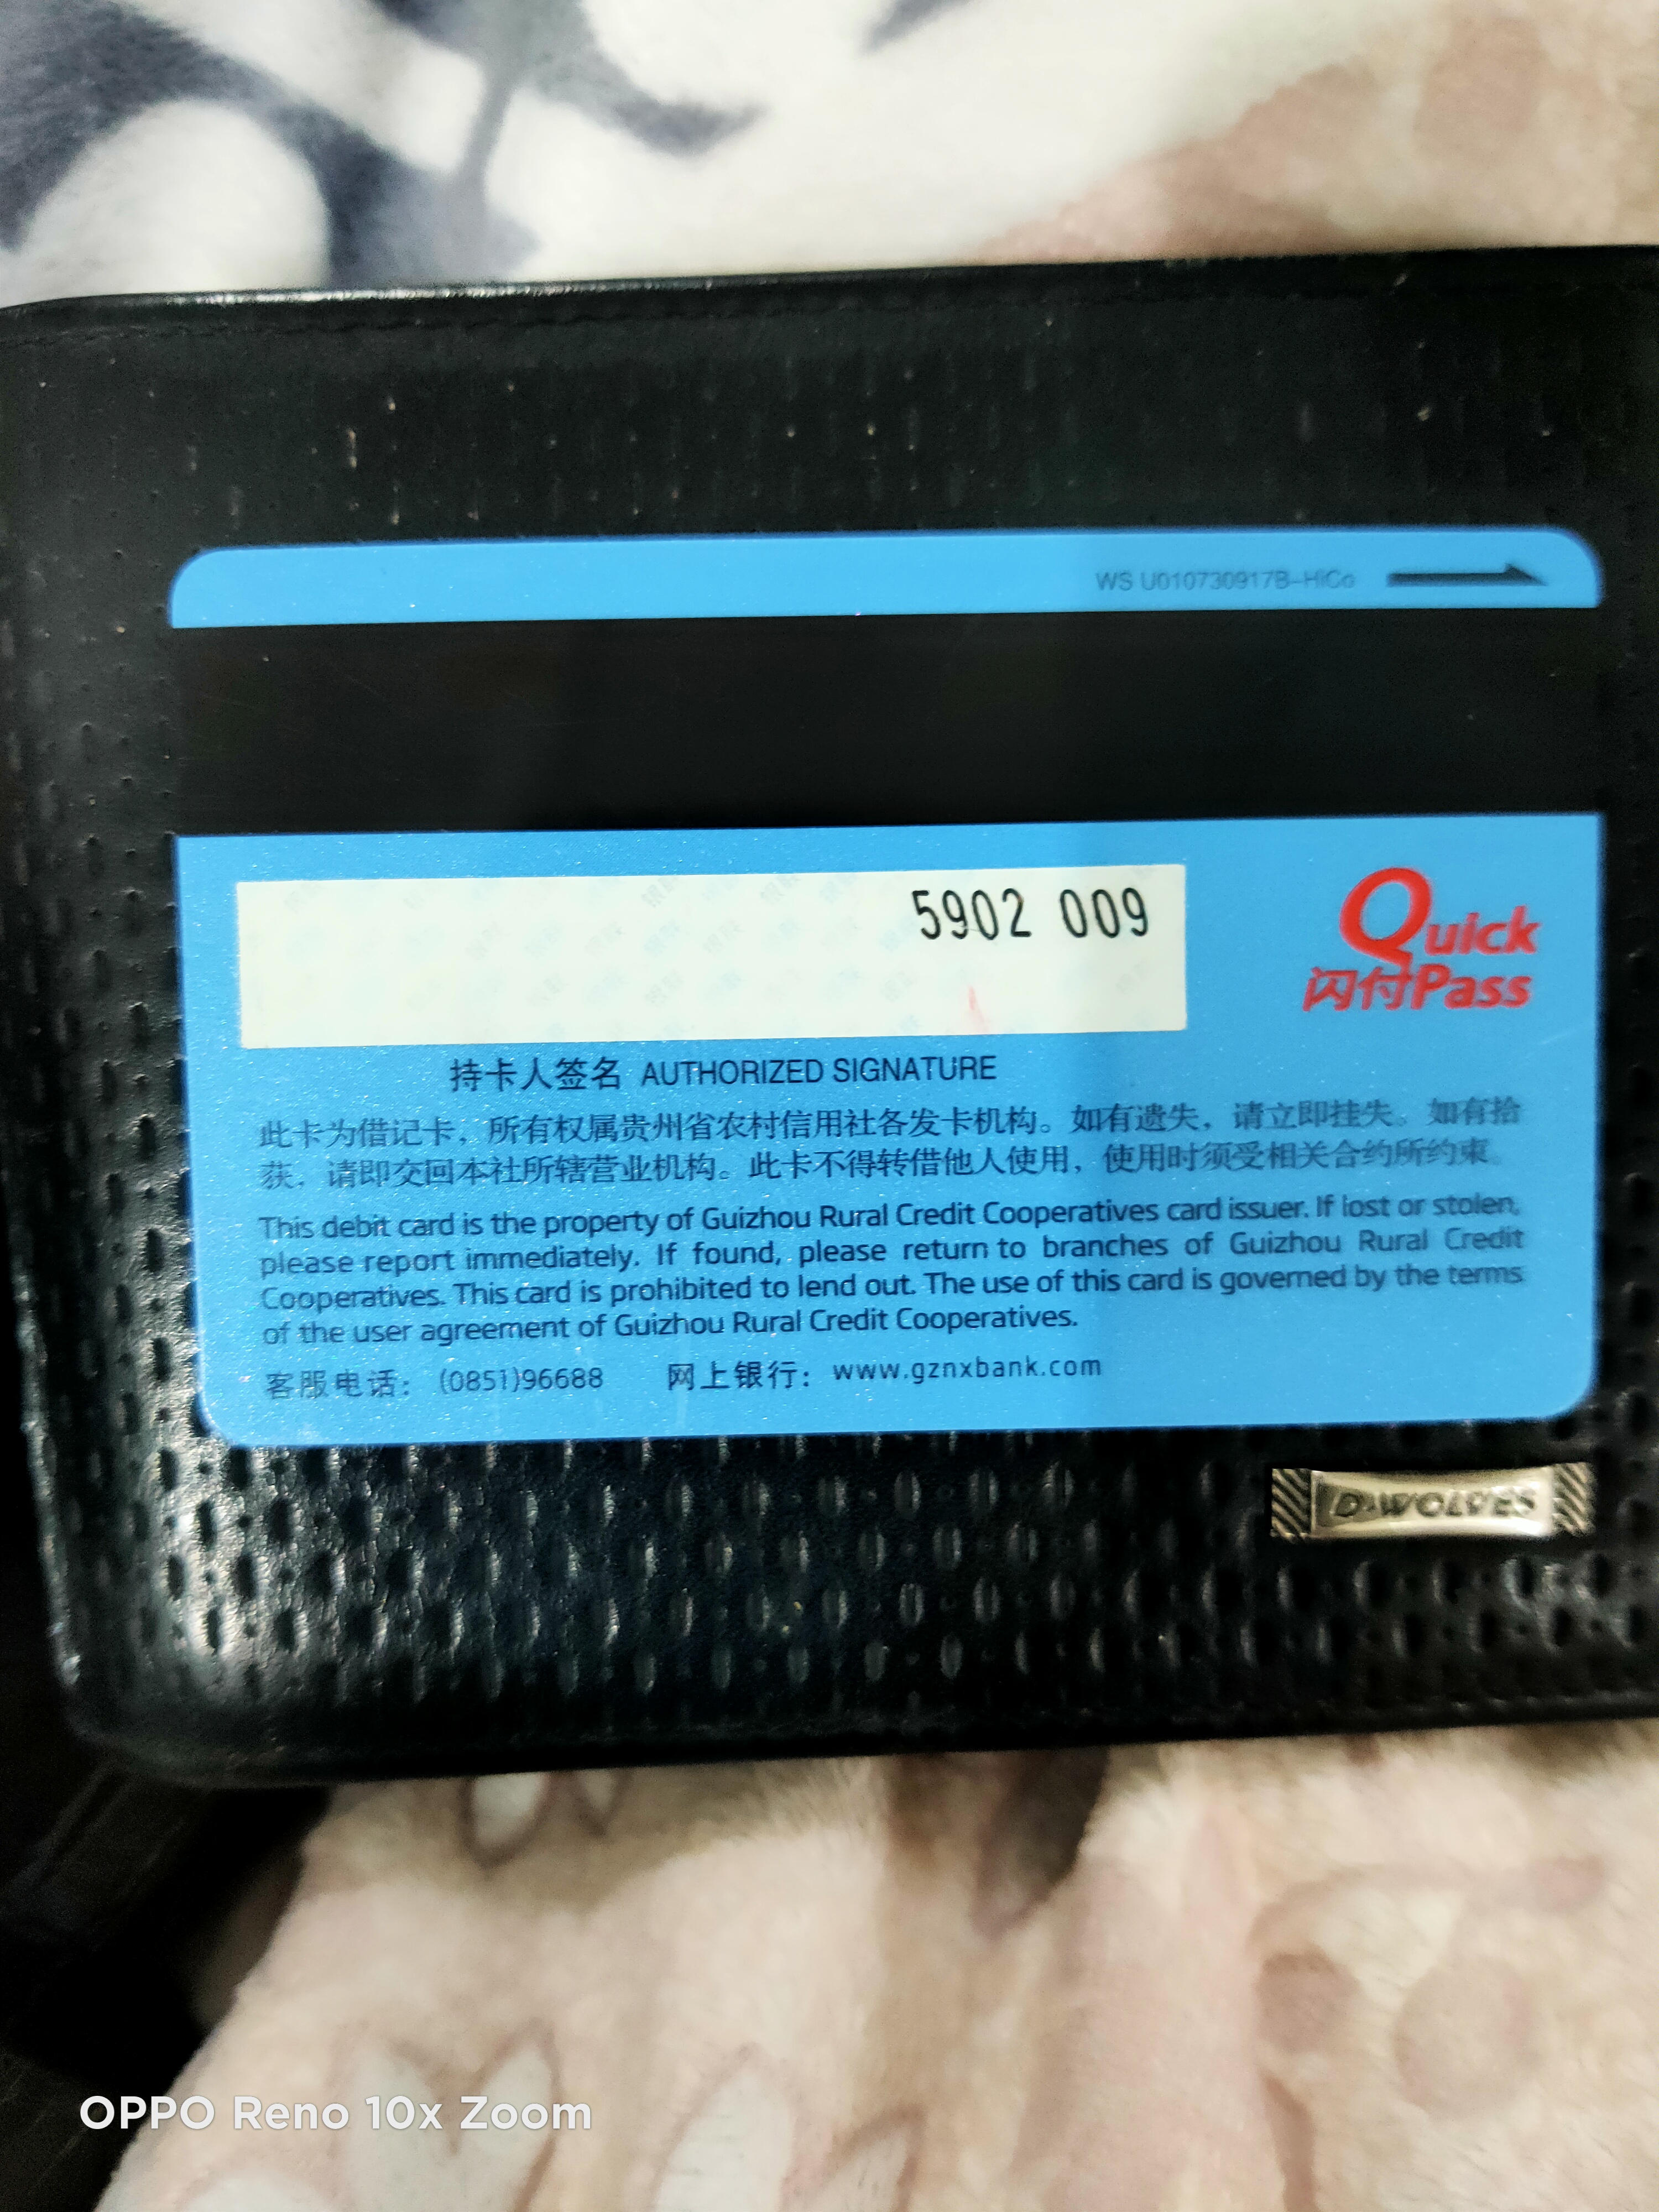 WS U010730917B-HiCo
5902 009
Quick
闪付Pass
持卡人签名 AUTHORIZED SIGNATURE
此卡为借记卡，所有权属贵州省农村信用社各发卡机构。如有遗失，请立即挂失。如有拾
获，请即交回本社所辖营业机构。此卡不得转借他人使用，使用时须受相关合约所约束。
This debit card is the property of Guizhou Rural Credit Cooperatives card issuer. If lost or stolen,
please report immediately. If found, please return to branches of Guizhou Rural Credit
Cooperatives. This card is prohibited to lend out. The use of this card is governed by the terms
of the user agreement of Guizhou Rural Credit Cooperatives.
客服电话：(0851)96688 网上银行：www.gznxbank.com
D·WOLVES
OPPO Reno 10x Zoom